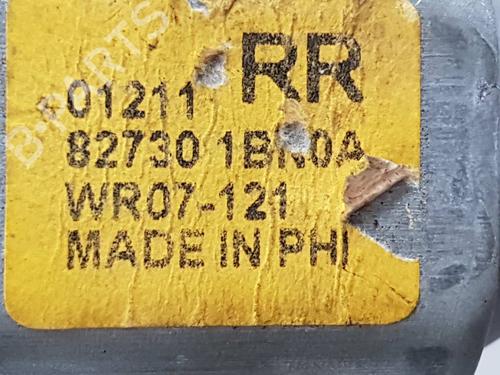 RR
01211
82730 1BN0A
WR07-121
MADE IN PHI
B-PARTS